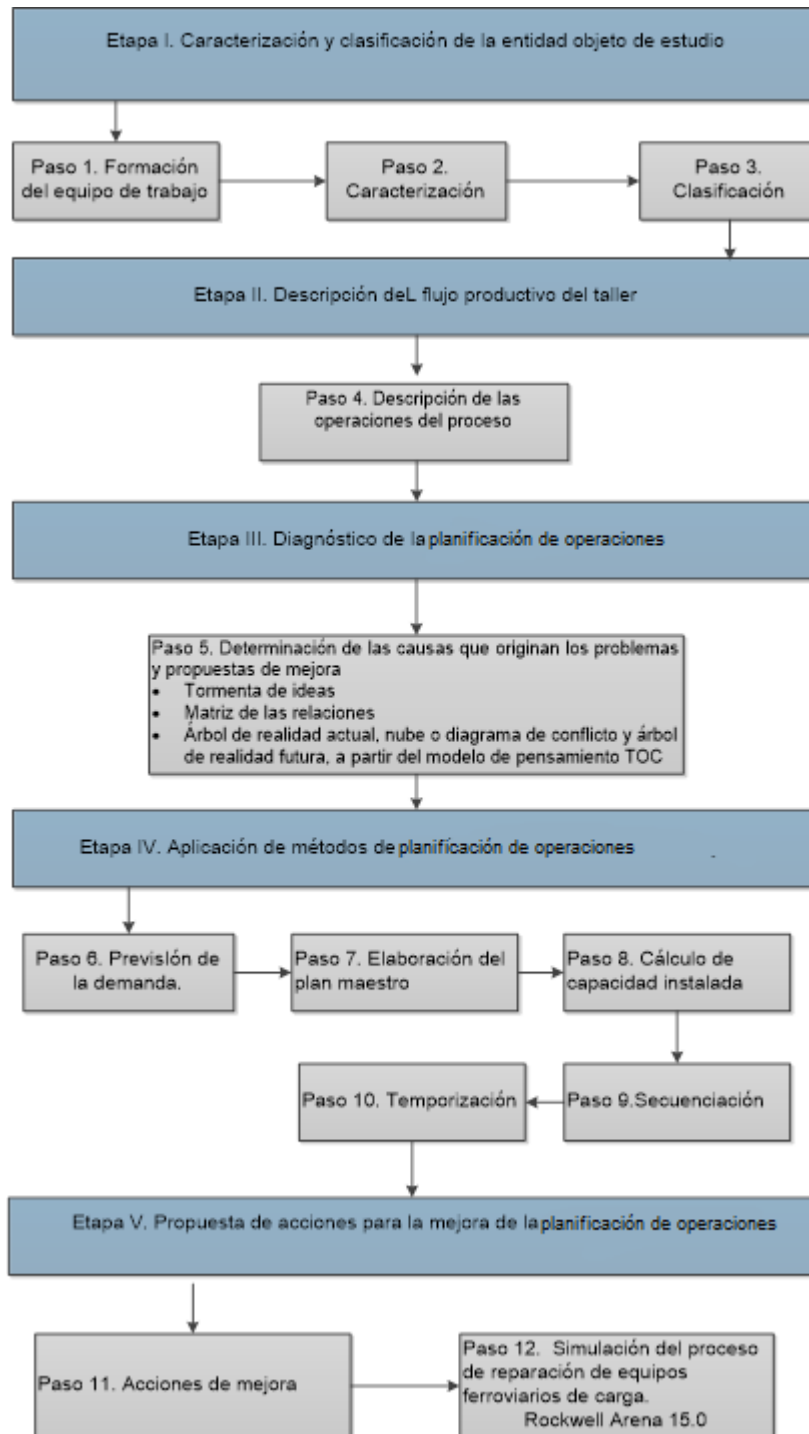 Etapa I. Caracterización y clasificación de la entidad objeto de estudio
Paso 1. Formación
del equipo de trabajo
Paso 2.
Caracterización
Paso 3.
Clasificación
Etapa II. Descripción deL flujo productivo del taller
Paso 4. Descripción de las
operaciones del proceso
Etapa III. Diagnóstico de la planificación de operaciones
Paso 5. Determinación de las causas que originan los problemas
y propuestas de mejora
• Tormenta de ideas
• Matriz de las relaciones
• Árbol de realidad actual, nube o diagrama de conflicto y árbol
de realidad futura, a partir del modelo de pensamiento TOC
Etapa IV. Aplicación de métodos de planificación de operaciones
Paso 6. Previslón de
la demanda.
Paso 7. Elaboración del
plan maestro
Paso 8. Cálculo de
capacidad instalada
Paso 10. Temporización
Paso 9.Secuenciación
Etapa V. Propuesta de acciones para la mejora de la planificación de operaciones
Paso 11. Acciones de mejora
Paso 12. Simulación del proceso
de reparación de equipos
ferroviarios de carga.
Rockwell Arena 15.0